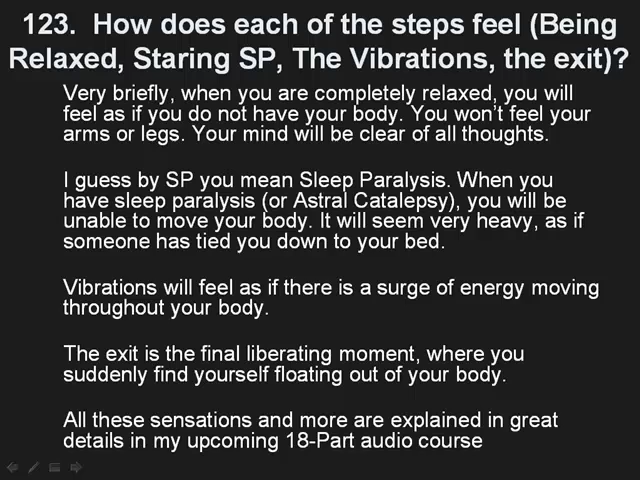 123.  How does each of the steps feel (Being
Relaxed, Staring SP, The Vibrations, the exit)?
Very briefly, when you are completely relaxed, you will
feel as if you do not have your body. You won't feel your
arms or legs. Your mind will be clear of all thoughts.
I guess by SP you mean Sleep Paralysis. When you
have sleep paralysis (or Astral Catalepsy), you will be
unable to move your body. It will seem very heavy, as if
someone has tied you down to your bed.
Vibrations will feel as if there is a surge of energy moving
throughout your body.
The exit is the final liberating moment, where you
suddenly find yourself floating out of your body.
All these sensations and more are explained in great
details in my upcoming 18-Part audio course